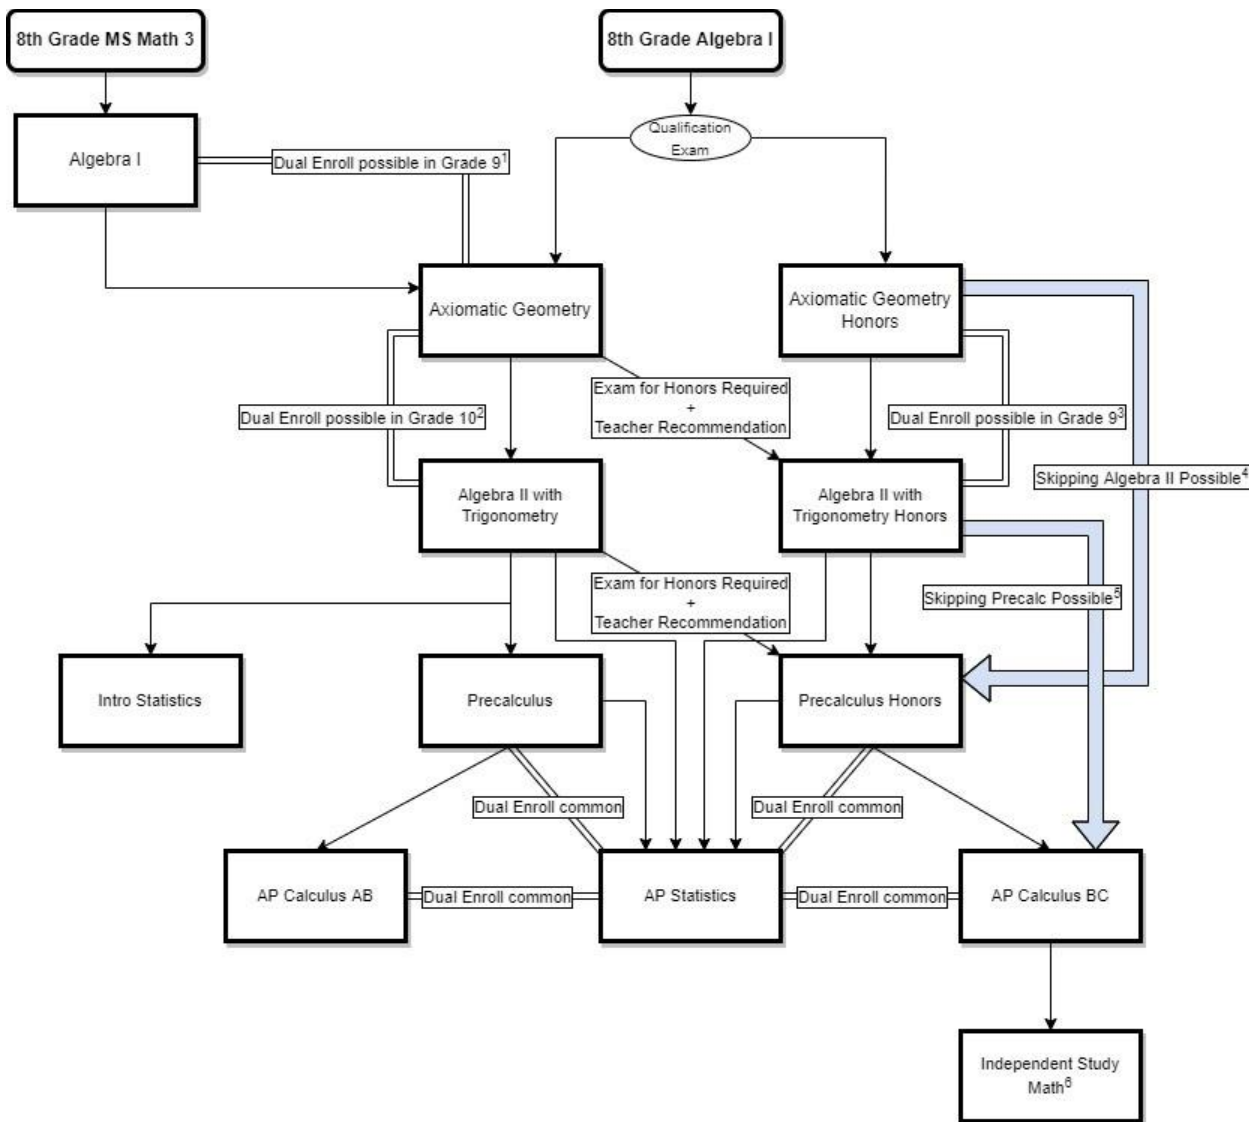 8th Grade MS Math 3
8th Grade Algebra I
Qualification
Exam
Algebra I
Dual Enroll possible in Grade 9¹
Axiomatic Geometry
Axiomatic Geometry
Honors
Exam for Honors Required
+
Teacher Recommendation
Dual Enroll possible in Grade 10²
Dual Enroll possible in Grade 9³
Skipping Algebra II Possible⁴
Algebra II with
Trigonometry
Algebra II with
Trigonometry Honors
Exam for Honors Required
+
Teacher Recommendation
Skipping Precalc Possible⁵
Intro Statistics
Precalculus
Precalculus Honors
Dual Enroll common
Dual Enroll common
AP Calculus AB
Dual Enroll common
AP Statistics
Dual Enroll common
AP Calculus BC
Independent Study
Math⁶